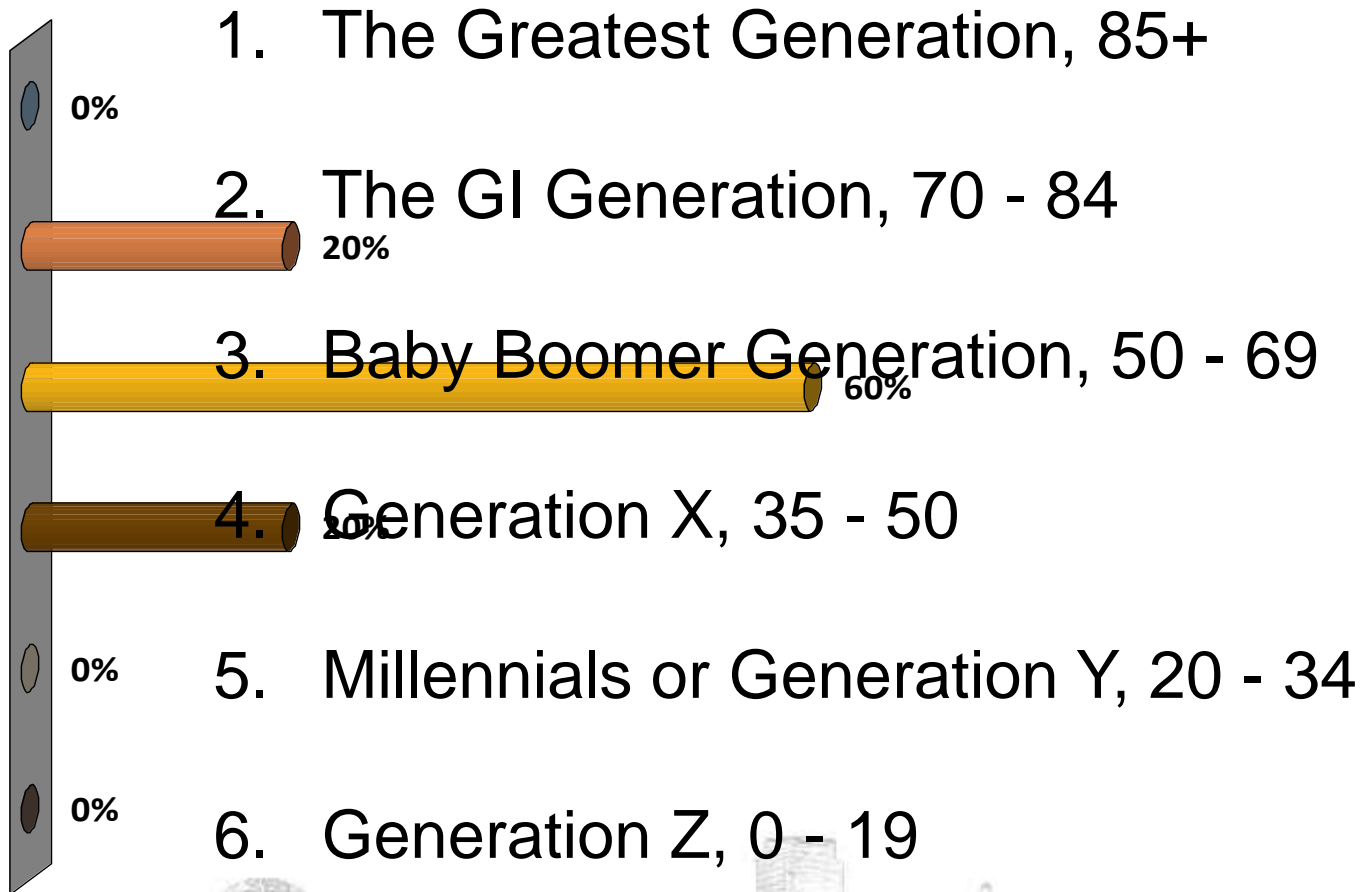 1. The Greatest Generation, 85+
0%
2. The GI Generation, 70 - 84
20%
3. Baby Boomer Generation, 50 - 69
60%
4. Generation X, 35 - 50
20%
0%
5. Millennials or Generation Y, 20 - 34
0%
6. Generation Z, 0 - 19